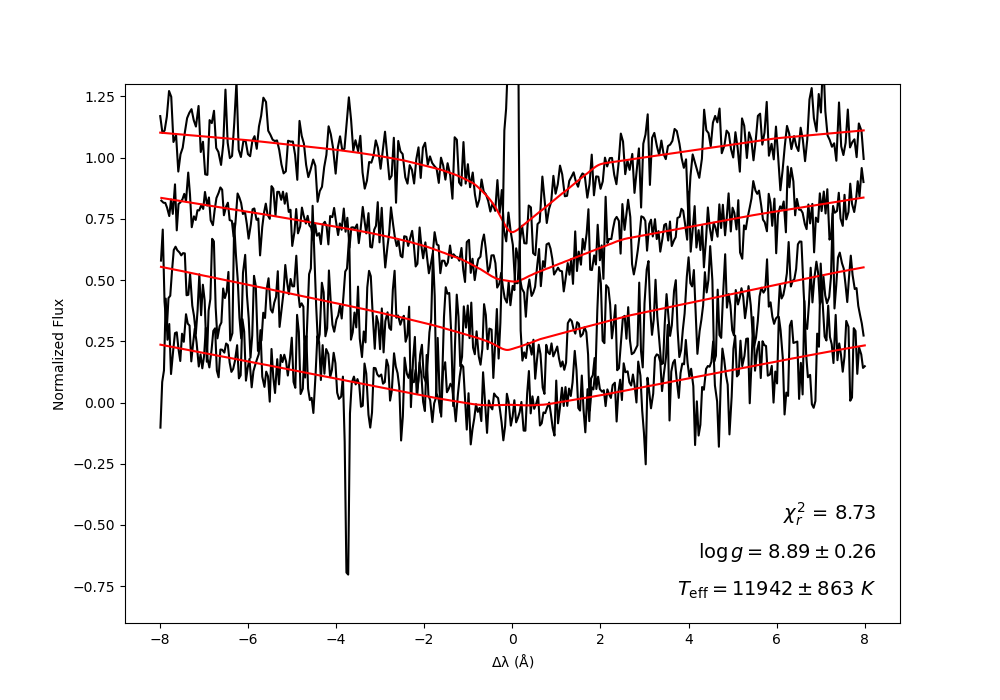 Normalized Flux
1.25
1.00
0.75
0.50
0.25
0.00
−0.25
−0.50
−0.75
χ²ᵣ = 8.73
log g = 8.89 ± 0.26
T_eff = 11942 ± 863 K
−8 −6 −4 −2 0 2 4 6 8
Δλ (Å)